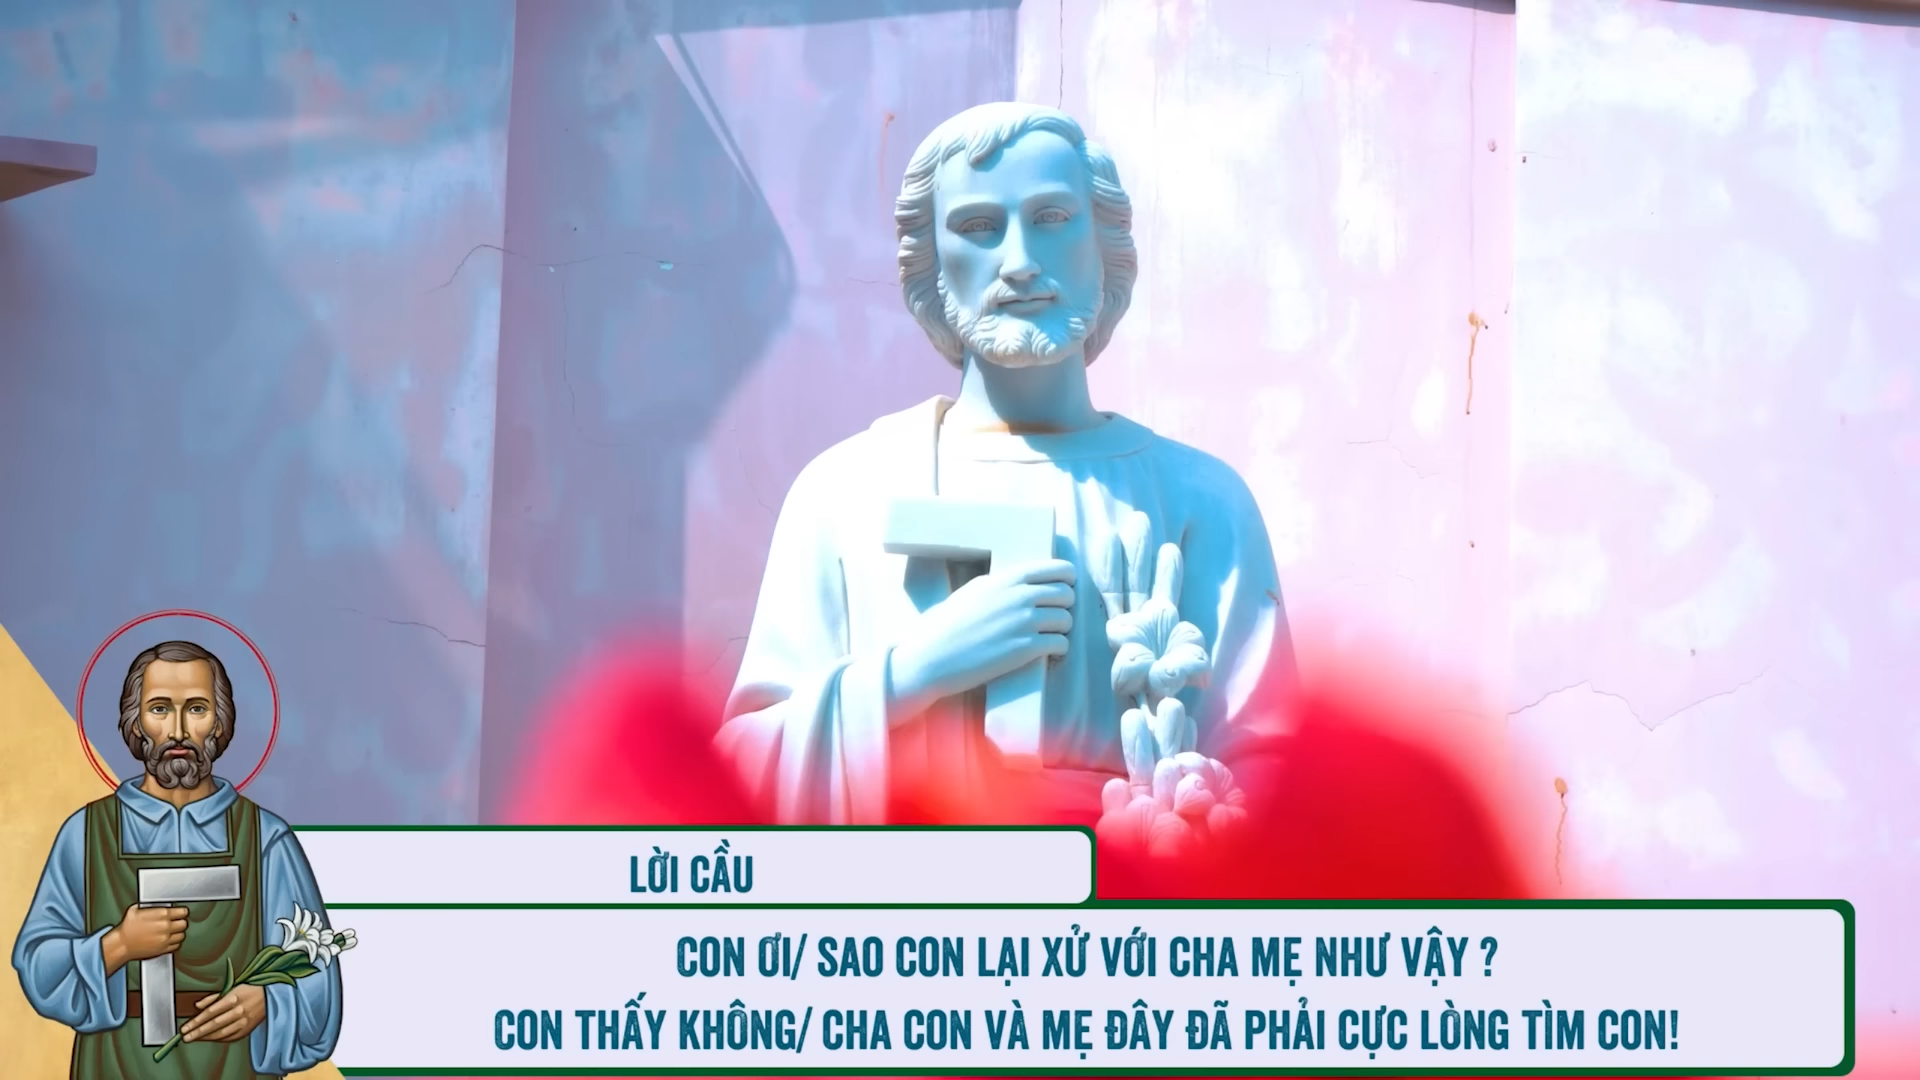 LỜI CẦU
CON ƠI/ SAO CON LẠI XỬ VỚI CHA MẸ NHƯ VẬY ?
CON THẤY KHÔNG/ CHA CON VÀ MẸ ĐÂY ĐÃ PHẢI CỰC LÒNG TÌM CON!